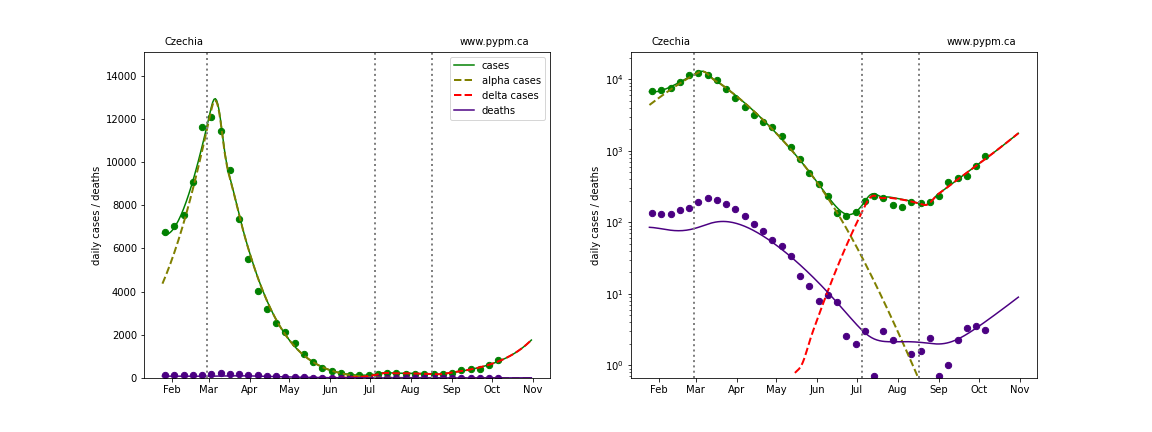 Czechia www.pypm.ca
daily cases / deaths
14000
12000
10000
8000
6000
4000
2000
0
cases
alpha cases
delta cases
deaths
Feb Mar Apr May Jun Jul Aug Sep Oct Nov
Czechia www.pypm.ca
daily cases / deaths
10⁴
10³
10²
10¹
10⁰
Feb Mar Apr May Jun Jul Aug Sep Oct Nov